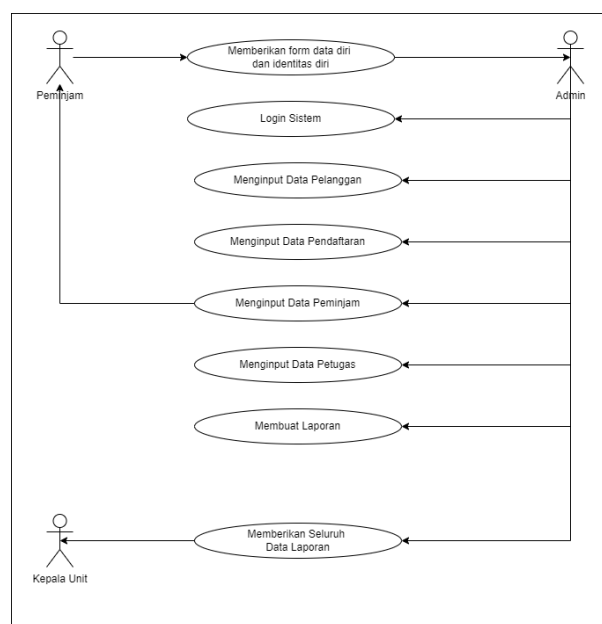 Memberikan form data diri
dan identitas diri
Peminjam
Admin
Login Sistem
Menginput Data Pelanggan
Menginput Data Pendaftaran
Menginput Data Peminjam
Menginput Data Petugas
Membuat Laporan
Memberikan Seluruh
Data Laporan
Kepala Unit